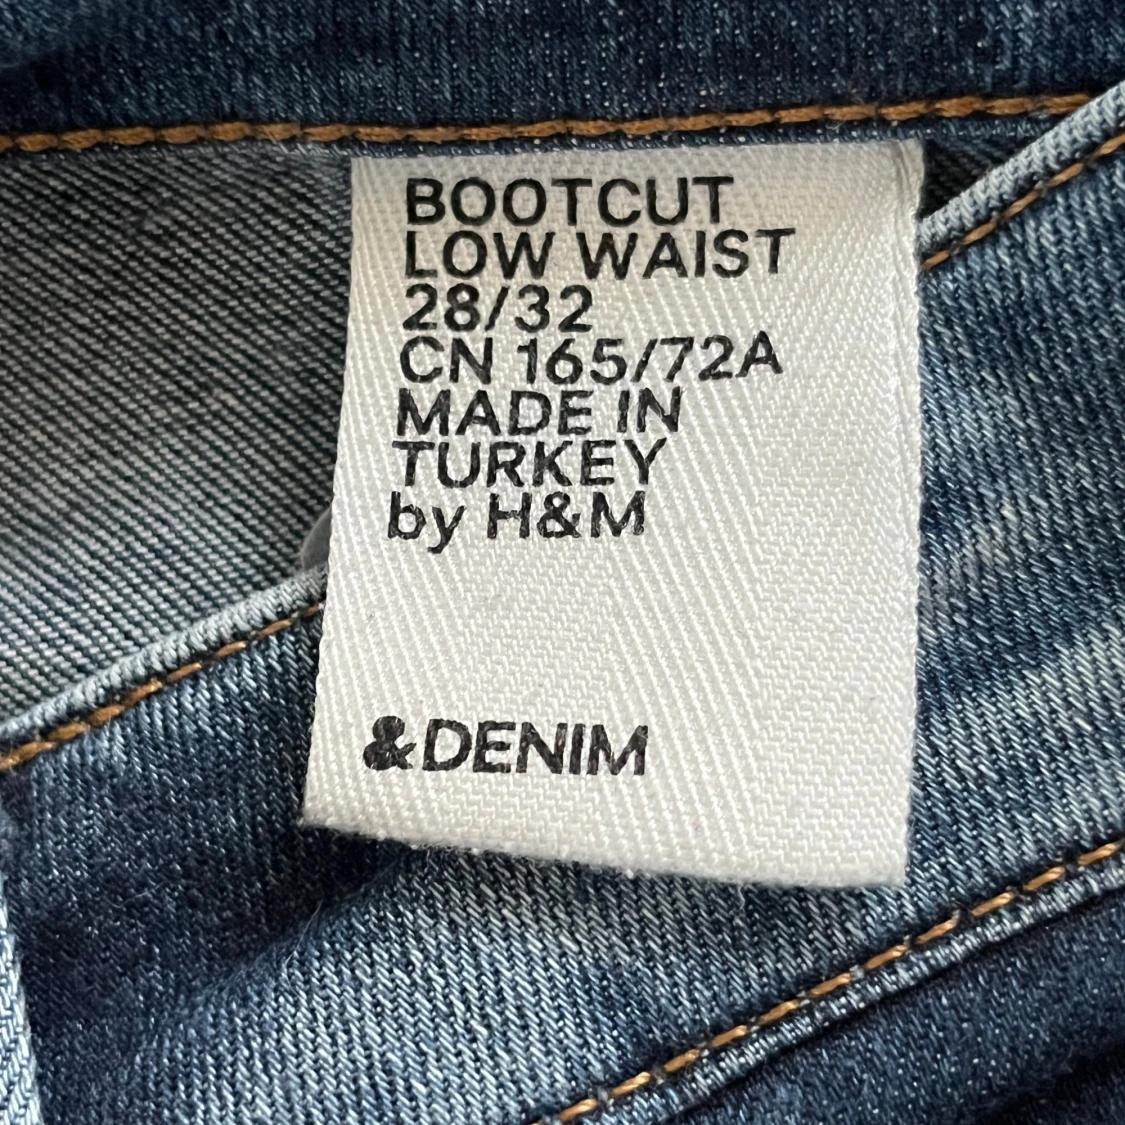 BOOTCUT
LOW WAIST
28/32
CN 165/72A
MADE IN
TURKEY
by H&M
&DENIM